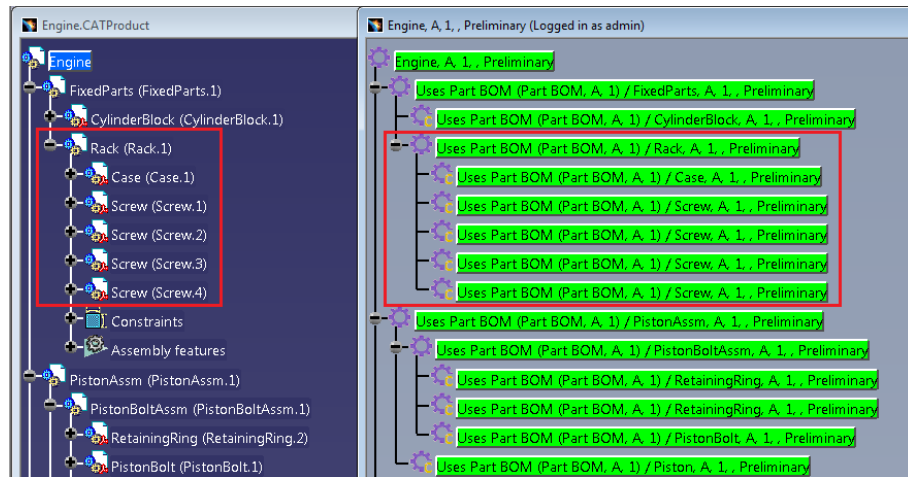 Engine.CATProduct
Engine
FixedParts (FixedParts.1)
CylinderBlock (CylinderBlock.1)
Rack (Rack.1)
Case (Case.1)
Screw (Screw.1)
Screw (Screw.2)
Screw (Screw.3)
Screw (Screw.4)
Constraints
Assembly features
PistonAssm (PistonAssm.1)
PistonBoltAssm (PistonBoltAssm.1)
RetainingRing (RetainingRing.2)
PistonBolt (PistonBolt.1)
Engine, A, 1, , Preliminary (Logged in as admin)
Engine, A, 1, , Preliminary
Uses Part BOM (Part BOM, A, 1) / FixedParts, A, 1, , Preliminary
Uses Part BOM (Part BOM, A, 1) / CylinderBlock, A, 1, , Preliminary
Uses Part BOM (Part BOM, A, 1) / Rack, A, 1, , Preliminary
Uses Part BOM (Part BOM, A, 1) / Case, A, 1, , Preliminary
Uses Part BOM (Part BOM, A, 1) / Screw, A, 1, , Preliminary
Uses Part BOM (Part BOM, A, 1) / Screw, A, 1, , Preliminary
Uses Part BOM (Part BOM, A, 1) / Screw, A, 1, , Preliminary
Uses Part BOM (Part BOM, A, 1) / Screw, A, 1, , Preliminary
Uses Part BOM (Part BOM, A, 1) / PistonAssm, A, 1, , Preliminary
Uses Part BOM (Part BOM, A, 1) / PistonBoltAssm, A, 1, , Preliminary
Uses Part BOM (Part BOM, A, 1) / RetainingRing, A, 1, , Preliminary
Uses Part BOM (Part BOM, A, 1) / RetainingRing, A, 1, , Preliminary
Uses Part BOM (Part BOM, A, 1) / PistonBolt, A, 1, , Preliminary
Uses Part BOM (Part BOM, A, 1) / Piston, A, 1, , Preliminary